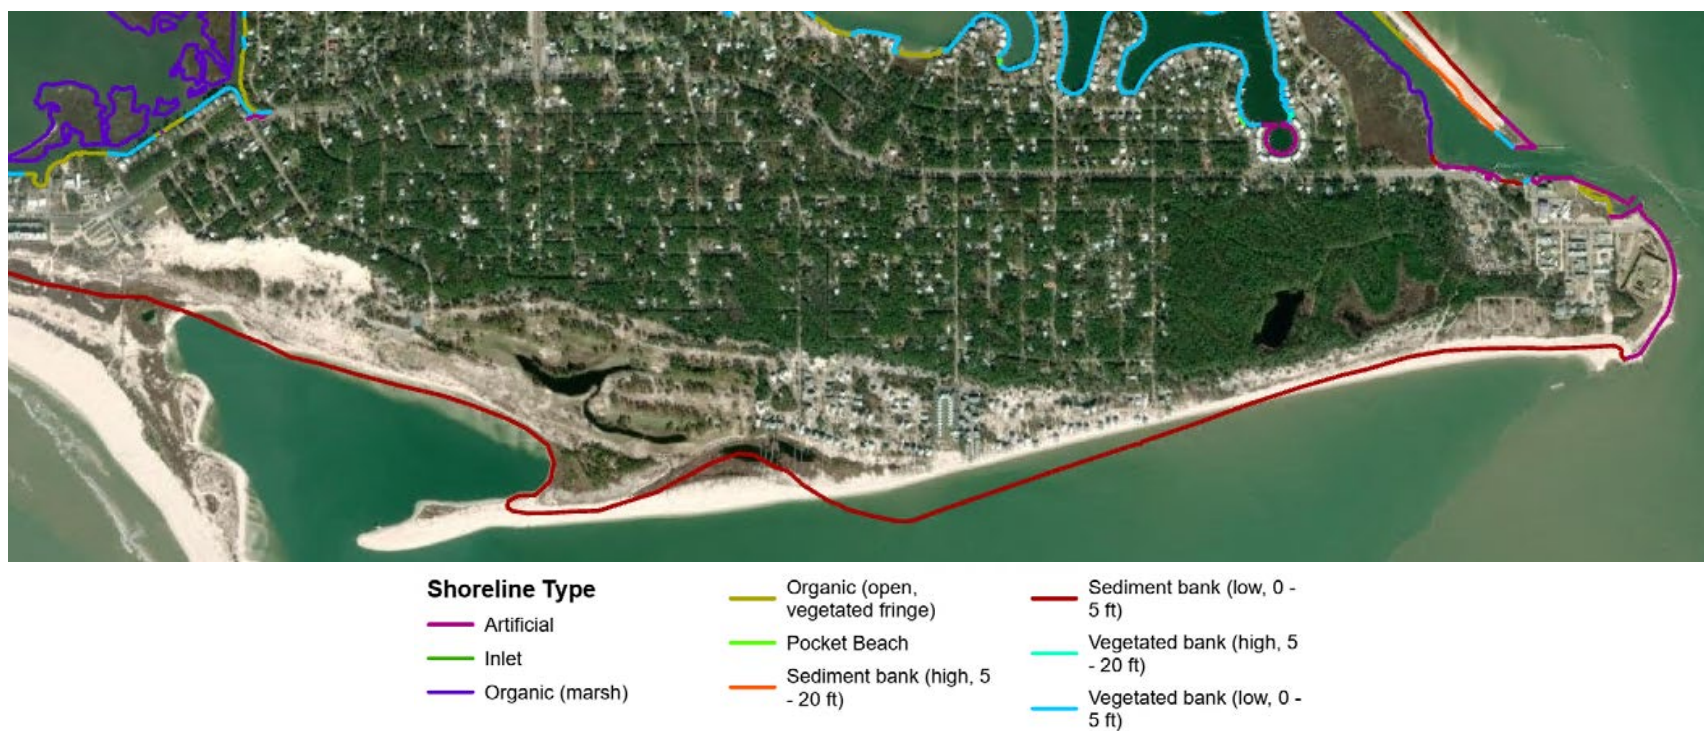 Shoreline Type
Artificial
Inlet
Organic (marsh)
Organic (open,
vegetated fringe)
Pocket Beach
Sediment bank (high, 5
- 20 ft)
Sediment bank (low, 0 -
5 ft)
Vegetated bank (high, 5
- 20 ft)
Vegetated bank (low, 0 -
5 ft)